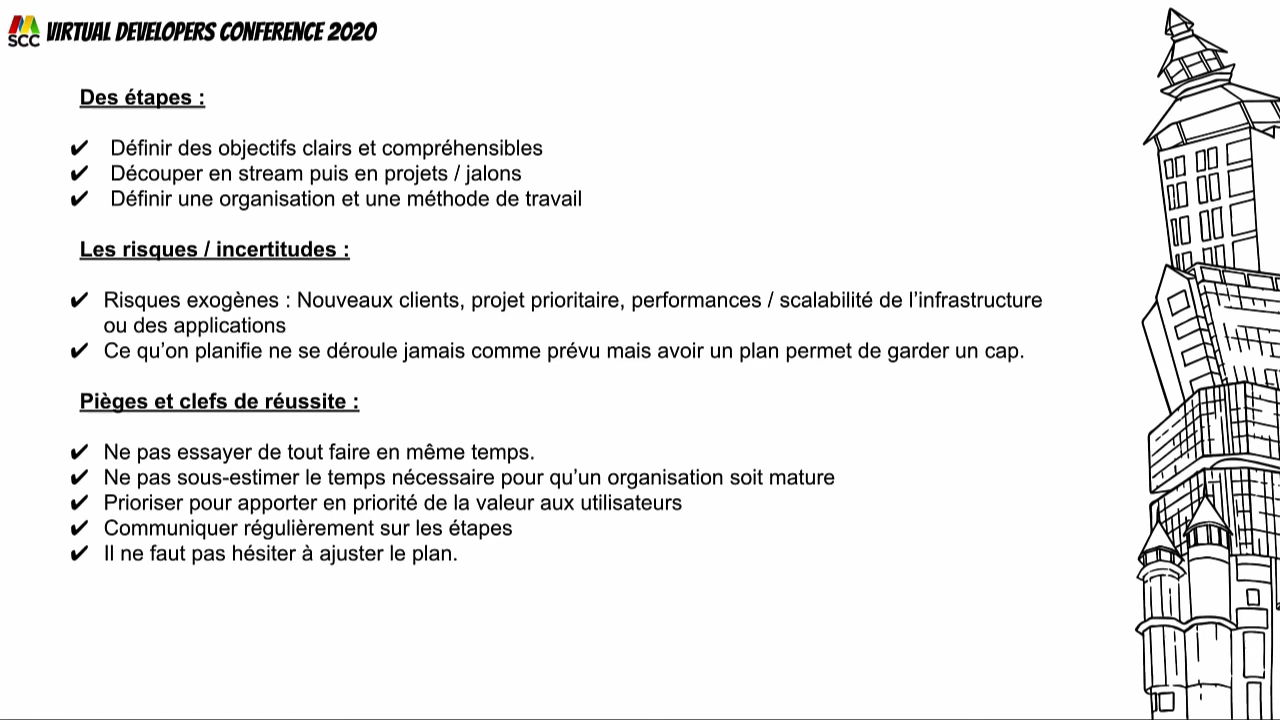 SCC VIRTUAL DEVELOPERS CONFERENCE 2020
Des étapes :
✔ Définir des objectifs clairs et compréhensibles
✔ Découper en stream puis en projets / jalons
✔ Définir une organisation et une méthode de travail
Les risques / incertitudes :
✔ Risques exogènes : Nouveaux clients, projet prioritaire, performances / scalabilité de l’infrastructure
ou des applications
✔ Ce qu’on planifie ne se déroule jamais comme prévu mais avoir un plan permet de garder un cap.
Pièges et clefs de réussite :
✔ Ne pas essayer de tout faire en même temps.
✔ Ne pas sous-estimer le temps nécessaire pour qu’un organisation soit mature
✔ Prioriser pour apporter en priorité de la valeur aux utilisateurs
✔ Communiquer régulièrement sur les étapes
✔ Il ne faut pas hésiter à ajuster le plan.